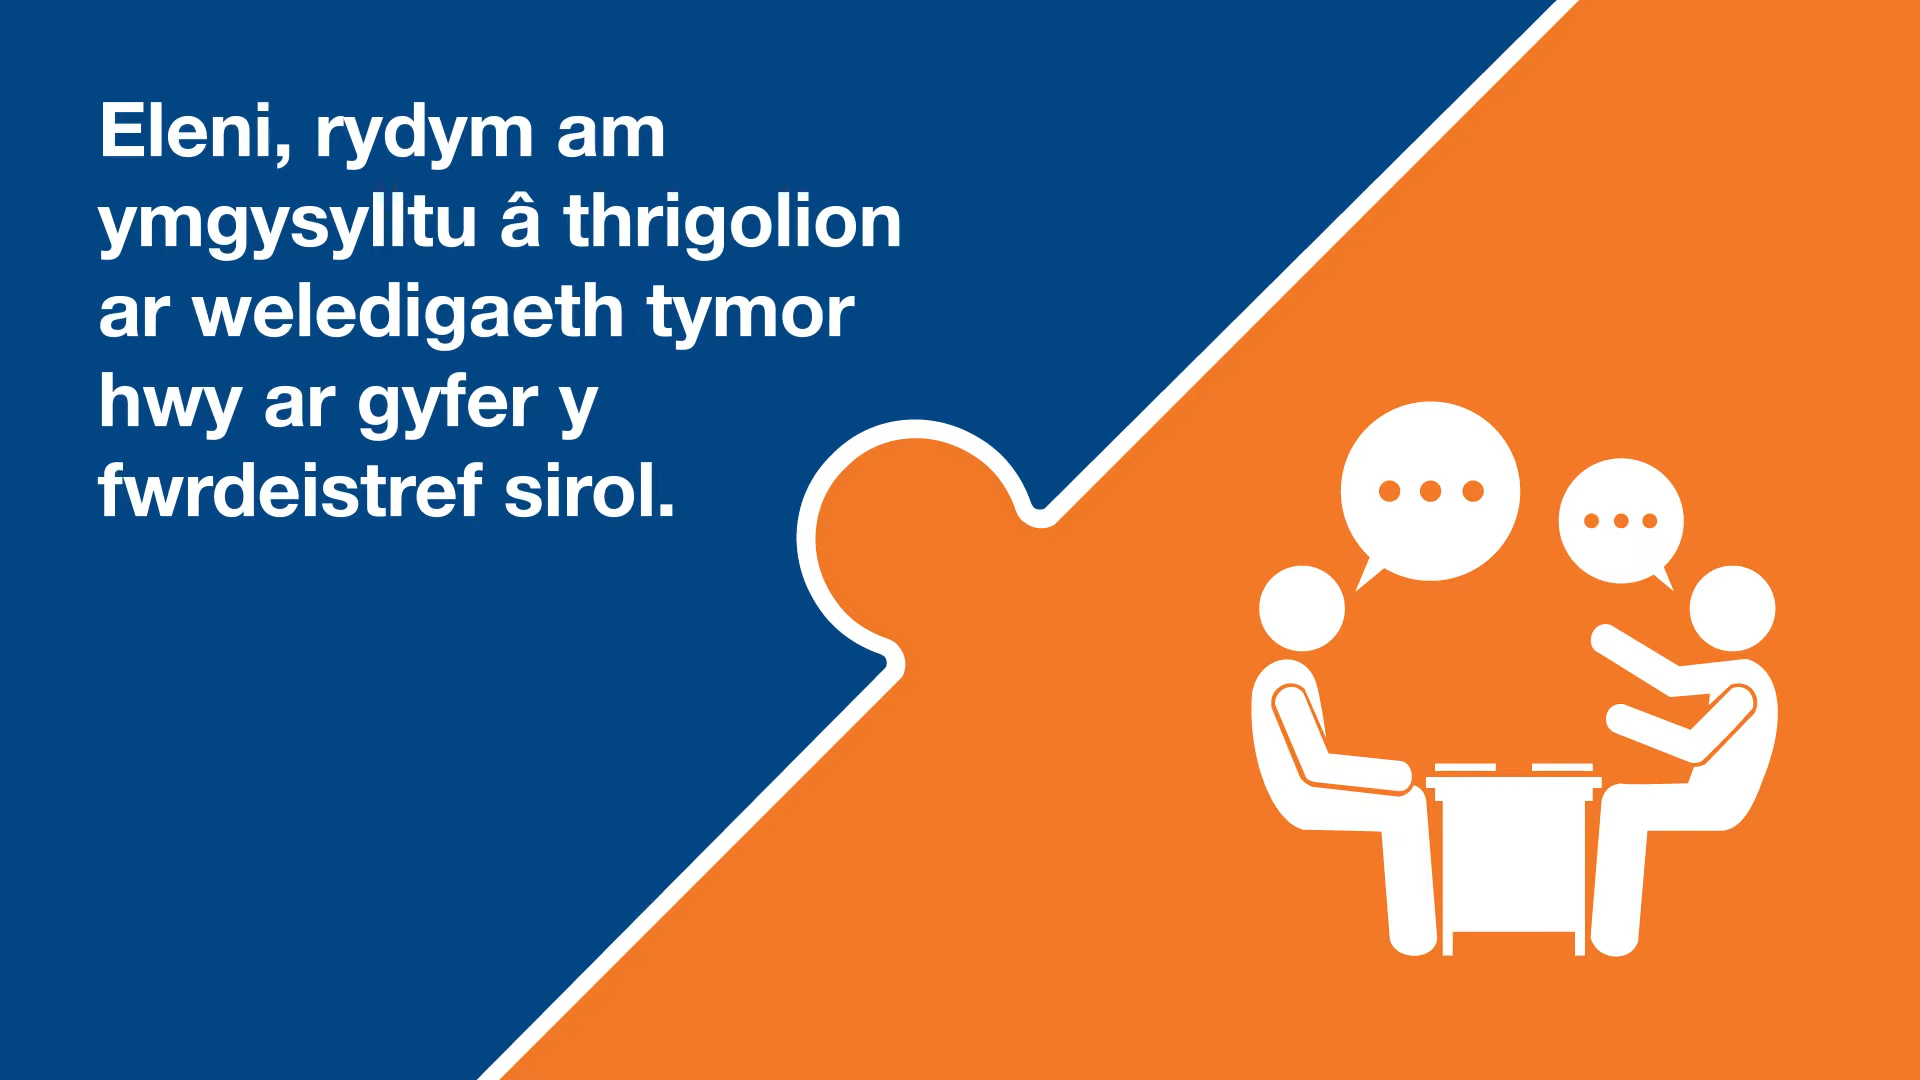 Eleni, rydym am
ymgysylltu â thrigolion
ar weledigaeth tymor
hwy ar gyfer y
fwrdeistref sirol.